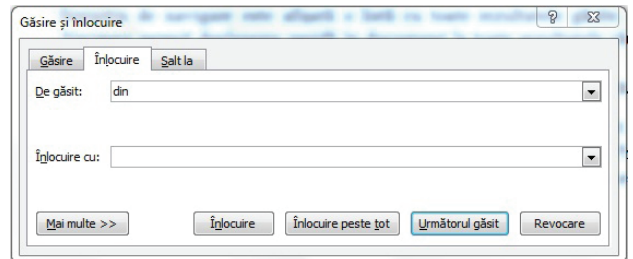 Găsire și înlocuire
Găsire Înlocuire Salt la
De găsit: din
Înlocuire cu:
Mai multe >> Înlocuire Înlocuire peste tot Următorul găsit Revocare